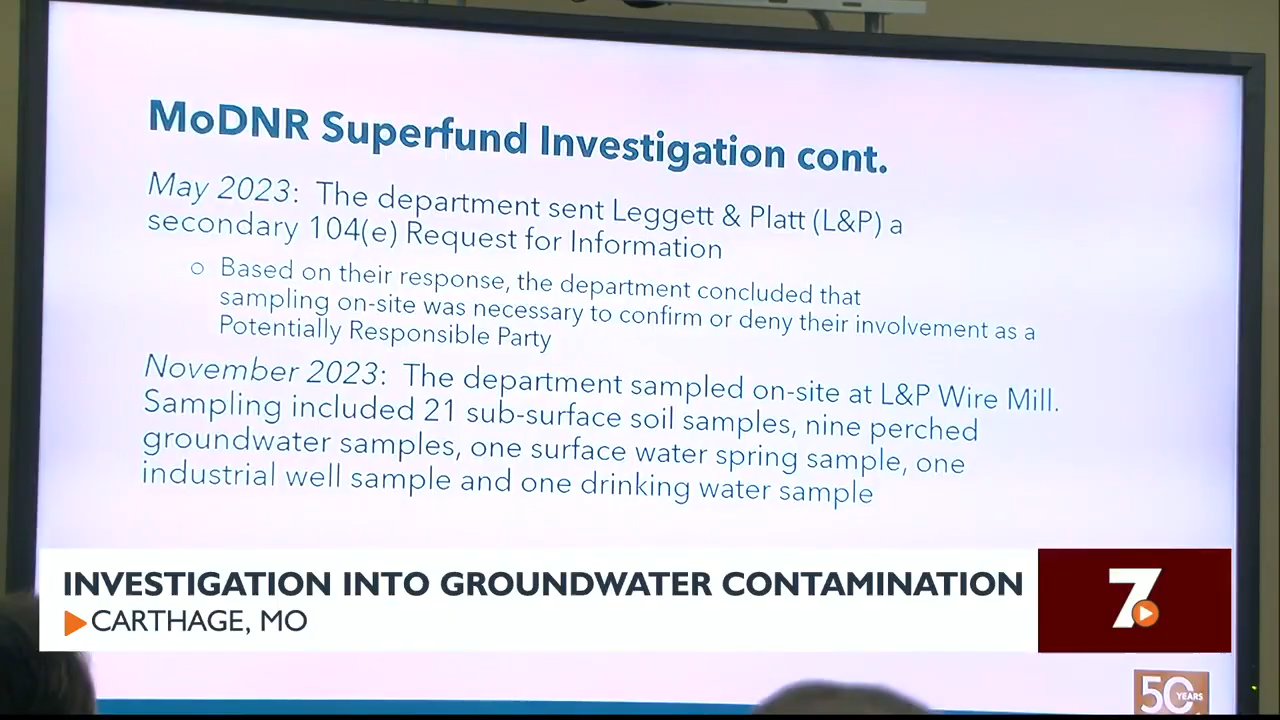 MoDNR Superfund Investigation cont.
May 2023: The department sent Leggett & Platt (L&P) a
secondary 104(e) Request for Information
o Based on their response, the department concluded that
sampling on-site was necessary to confirm or deny their involvement as a
Potentially Responsible Party
November 2023: The department sampled on-site at L&P Wire Mill.
Sampling included 21 sub-surface soil samples, nine perched
groundwater samples, one surface water spring sample, one
industrial well sample and one drinking water sample
INVESTIGATION INTO GROUNDWATER CONTAMINATION
CARTHAGE, MO
7
50 YEARS